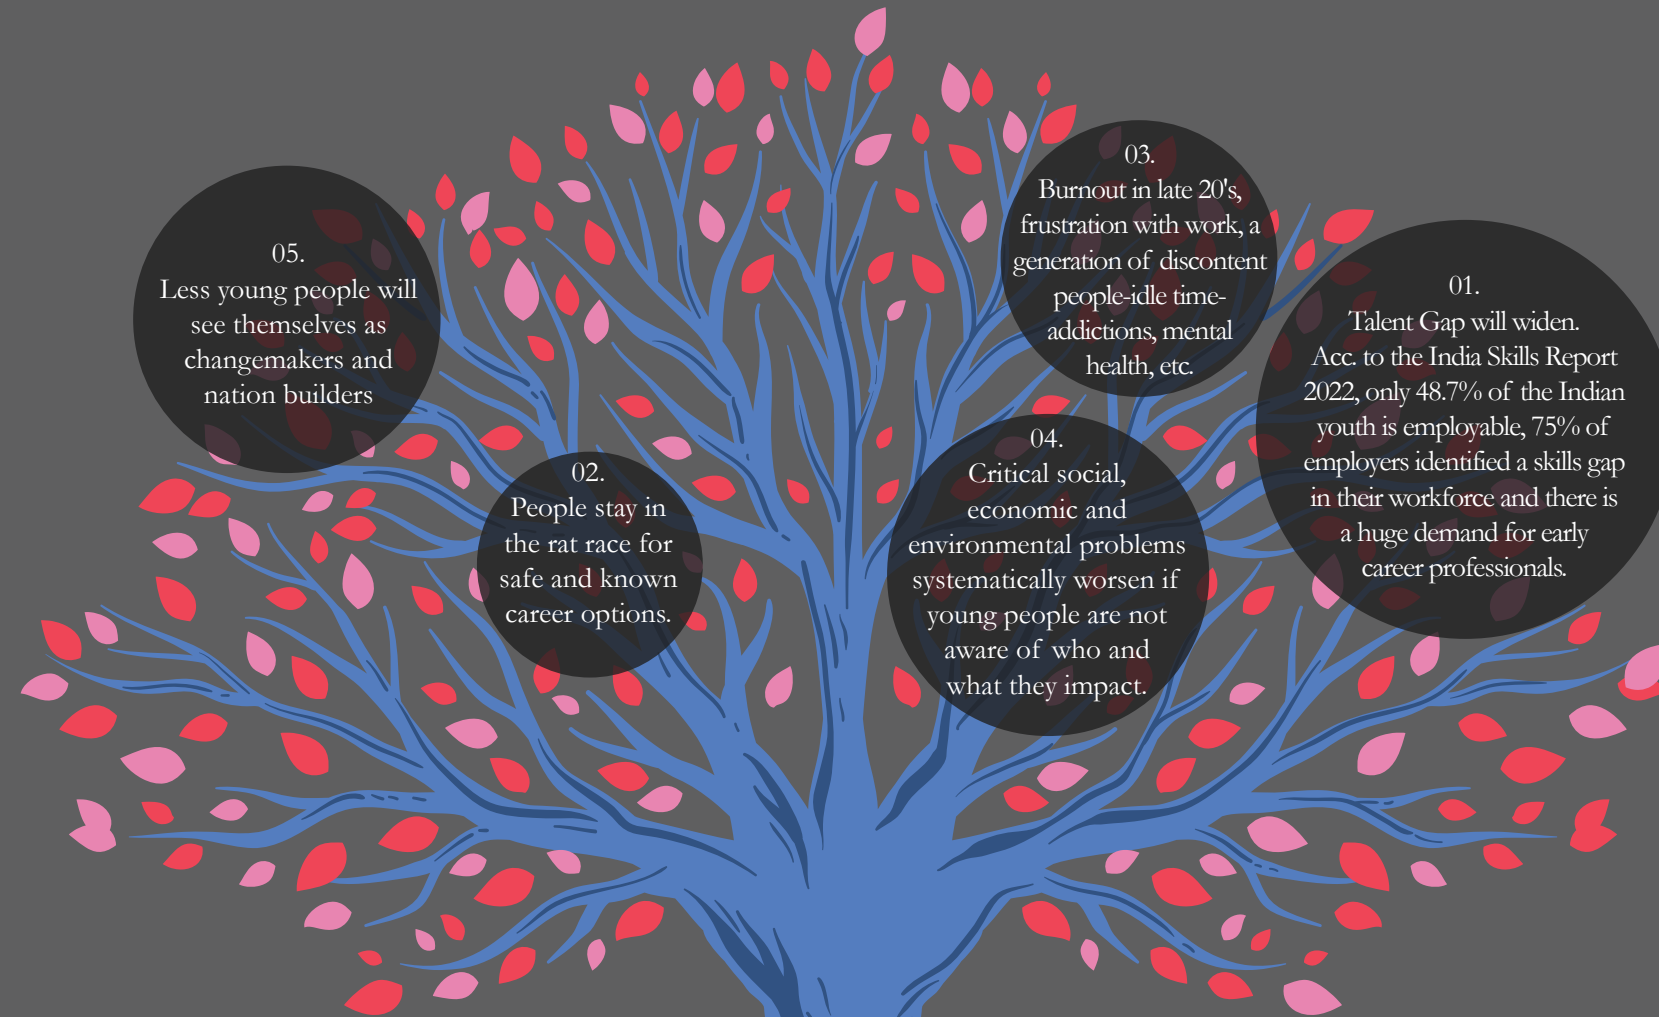 01.
Talent Gap will widen.
Acc. to the India Skills Report
2022, only 48.7% of the Indian
youth is employable, 75% of
employers identified a skills gap
in their workforce and there is
a huge demand for early
career professionals.
02.
People stay in
the rat race for
safe and known
career options.
03.
Burnout in late 20's,
frustration with work, a
generation of discontent
people-idle time-
addictions, mental
health, etc.
04.
Critical social,
economic and
environmental problems
systematically worsen if
young people are not
aware of who and
what they impact.
05.
Less young people will
see themselves as
changemakers and
nation builders